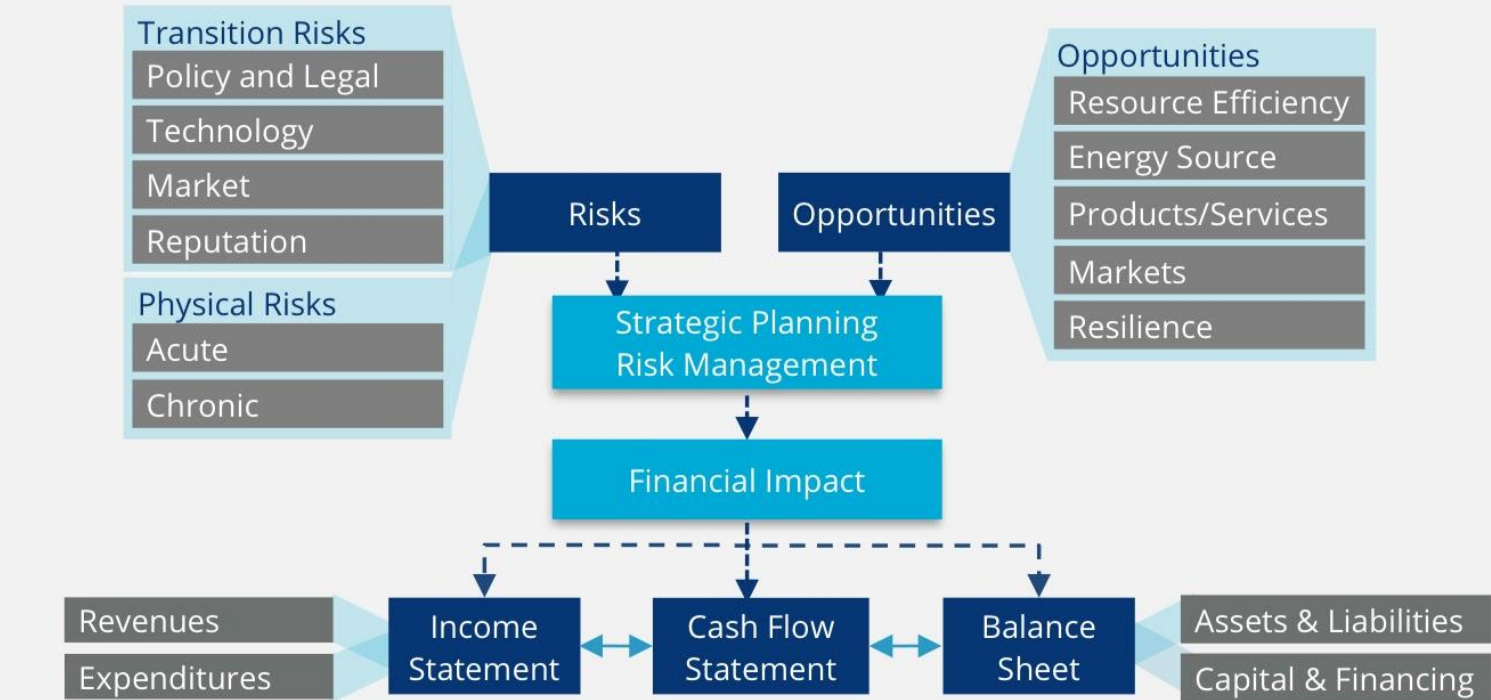 Transition Risks
Policy and Legal
Technology
Market
Reputation
Physical Risks
Acute
Chronic
Risks
Opportunities
Opportunities
Resource Efficiency
Energy Source
Products/Services
Markets
Resilience
Strategic Planning
Risk Management
Financial Impact
Revenues
Expenditures
Income
Statement
Cash Flow
Statement
Balance
Sheet
Assets & Liabilities
Capital & Financing